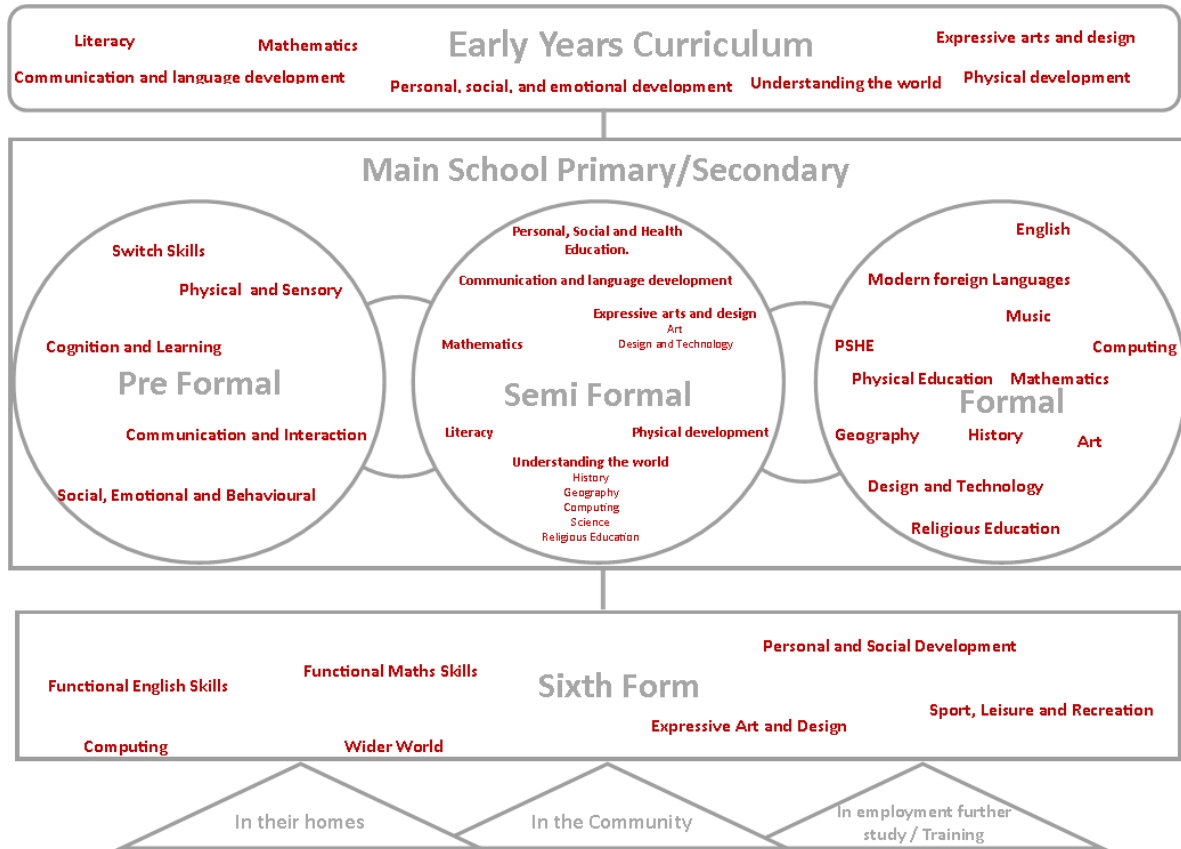 Early Years Curriculum
Literacy
Mathematics
Expressive arts and design
Communication and language development
Personal, social, and emotional development
Understanding the world
Physical development
Main School Primary/Secondary
Switch Skills
Physical and Sensory
Cognition and Learning
Pre Formal
Communication and Interaction
Social, Emotional and Behavioural
Personal, Social and Health
Education.
Communication and language development
Expressive arts and design
Art
Design and Technology
Mathematics
Semi Formal
Literacy
Physical development
Understanding the world
History
Geography
Computing
Science
Religious Education
English
Modern foreign Languages
Music
PSHE
Computing
Physical Education
Mathematics
Formal
Geography
History
Art
Design and Technology
Religious Education
Personal and Social Development
Functional Maths Skills
Functional English Skills
Sixth Form
Sport, Leisure and Recreation
Expressive Art and Design
Computing
Wider World
In their homes
In the Community
In employment further
study / Training